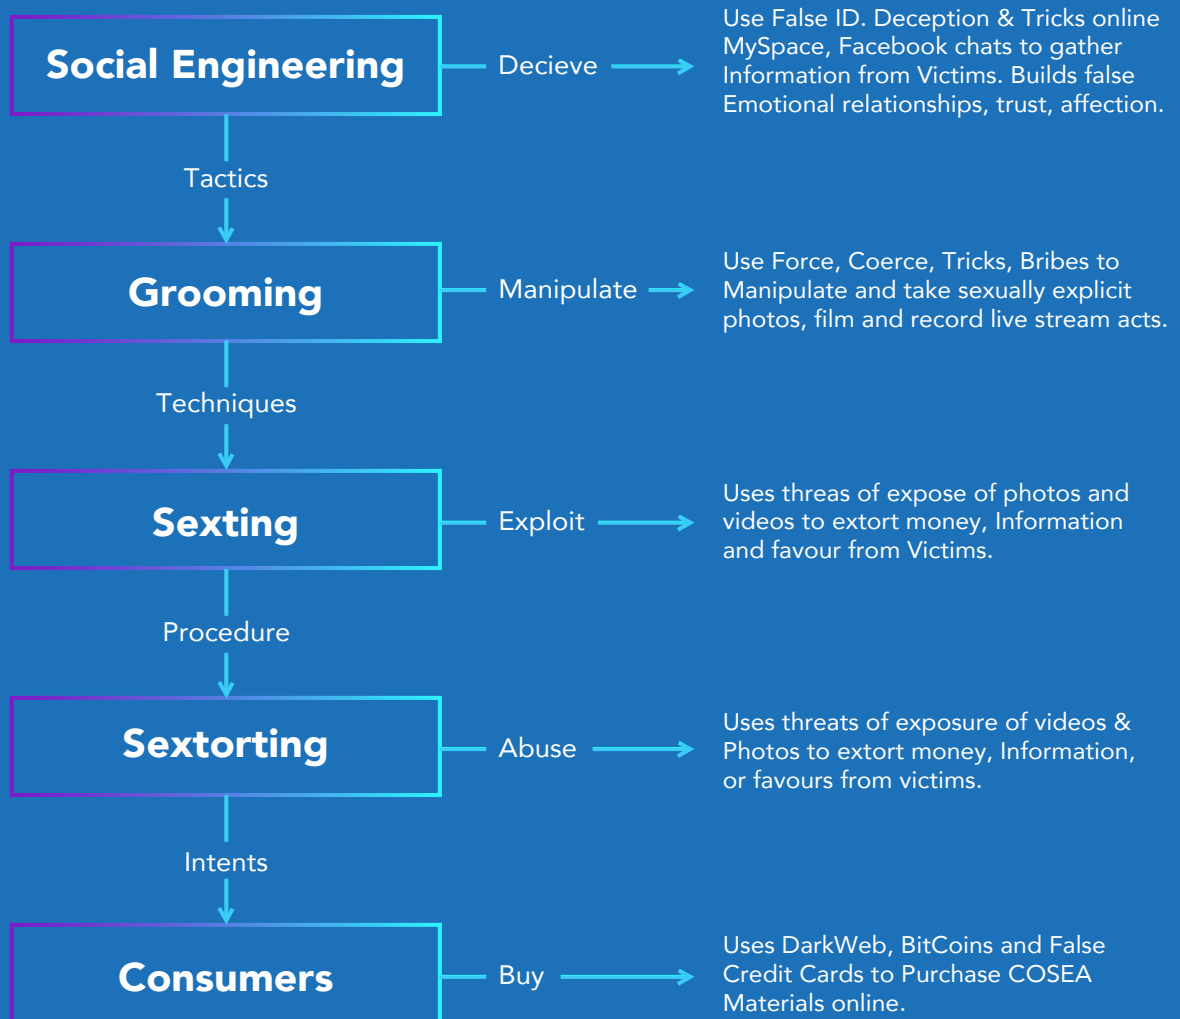 Social Engineering
Decieve
Use False ID. Deception & Tricks online
MySpace, Facebook chats to gather
Information from Victims. Builds false
Emotional relationships, trust, affection.
Tactics
Grooming
Manipulate
Use Force, Coerce, Tricks, Bribes to
Manipulate and take sexually explicit
photos, film and record live stream acts.
Techniques
Sexting
Exploit
Uses threas of expose of photos and
videos to extort money, Information
and favour from Victims.
Procedure
Sextorting
Abuse
Uses threats of exposure of videos &
Photos to extort money, Information,
or favours from victims.
Intents
Consumers
Buy
Uses DarkWeb, BitCoins and False
Credit Cards to Purchase COSEA
Materials online.